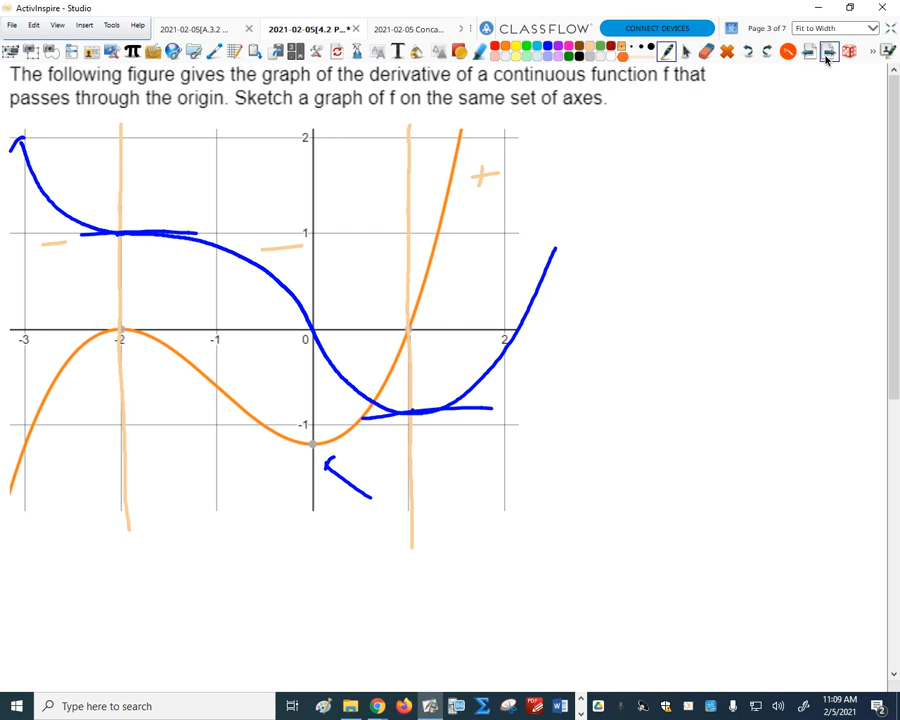 ActivInspire - Studio
File Edit View Insert Tools Help
2021-02-05[A.3.2 ... 2021-02-05[4.2 P...* 2021-02-05 Conca...
CLASSFLOW CONNECT DEVICES Page 3 of 7 Fit to Width
The following figure gives the graph of the derivative of a continuous function f that
passes through the origin. Sketch a graph of f on the same set of axes.
2
+
1
− −
-3 -2 -1 0 2
-1
Type here to search
11:09 AM
2/5/2021
2